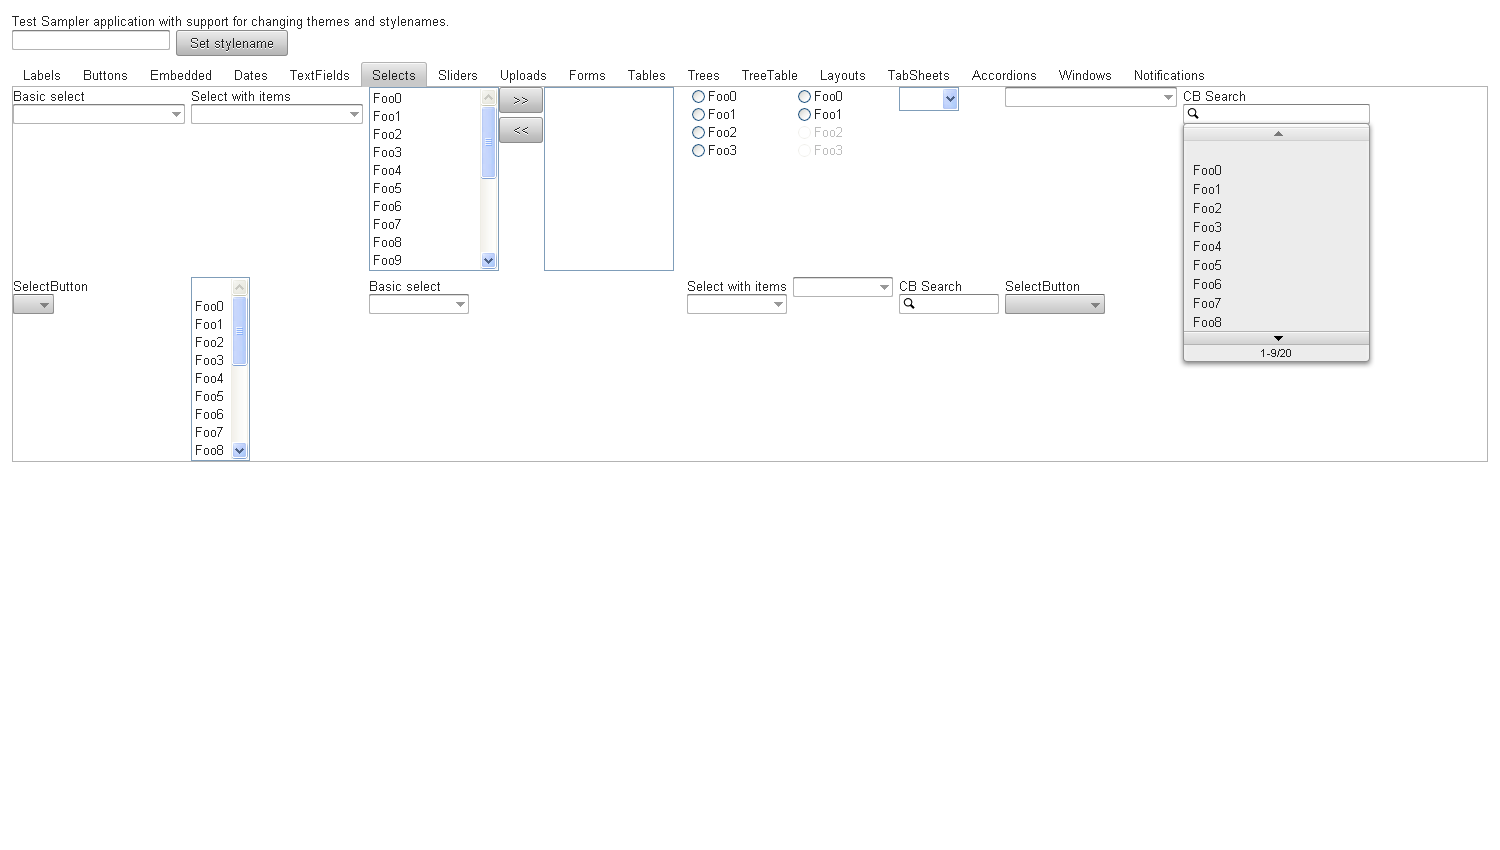 Test Sampler application with support for changing themes and stylenames.
Set stylename
Labels Buttons Embedded Dates TextFields Selects Sliders Uploads Forms Tables Trees TreeTable Layouts TabSheets Accordions Windows Notifications
Basic select
Select with items
Foo0
Foo1
Foo2
Foo3
Foo4
Foo5
Foo6
Foo7
Foo8
Foo9
>>
<<
Foo0
Foo1
Foo2
Foo3
Foo0
Foo1
Foo2
Foo3
CB Search
Foo0
Foo1
Foo2
Foo3
Foo4
Foo5
Foo6
Foo7
Foo8
1-9/20
SelectButton
Foo0
Foo1
Foo2
Foo3
Foo4
Foo5
Foo6
Foo7
Foo8
Basic select
Select with items
CB Search
SelectButton